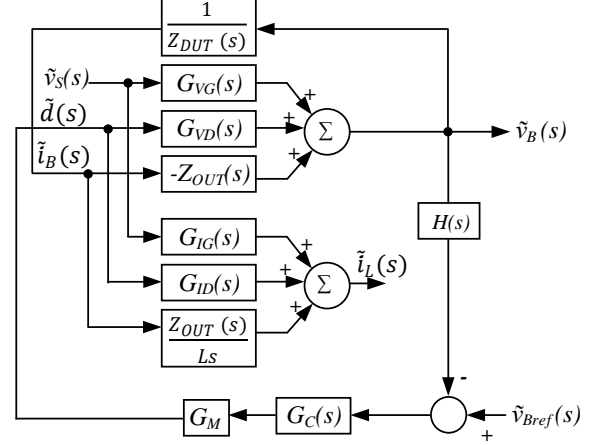 1
Z_DUT (s)
ṽ_S(s)
G_VG(s)
+
d̃(s)
G_VD(s)
+
Σ
ṽ_B(s)
ĩ_B(s)
-Z_OUT(s)
+
H(s)
G_IG(s)
+
ĩ_L(s)
G_ID(s)
+
Σ
Z_OUT (s)
+
Ls
-
G_M
G_C(s)
ṽ_Bref(s)
+